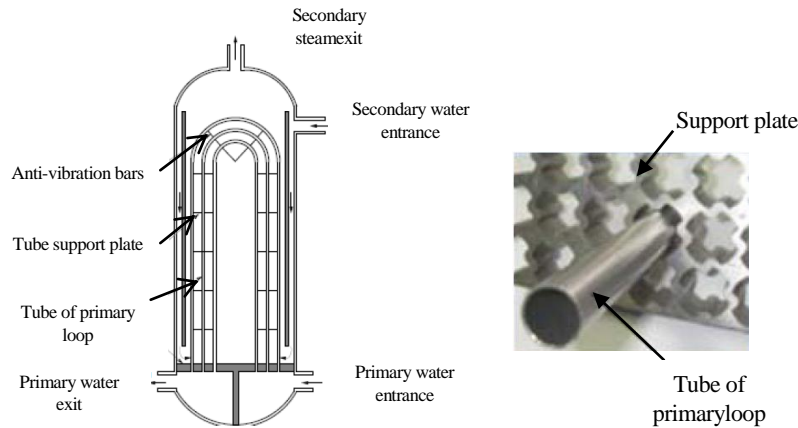 Secondary
steamexit
Secondary water
entrance
Anti-vibration bars
Tube support plate
Tube of primary
loop
Primary water
exit
Primary water
entrance
Support plate
Tube of
primaryloop